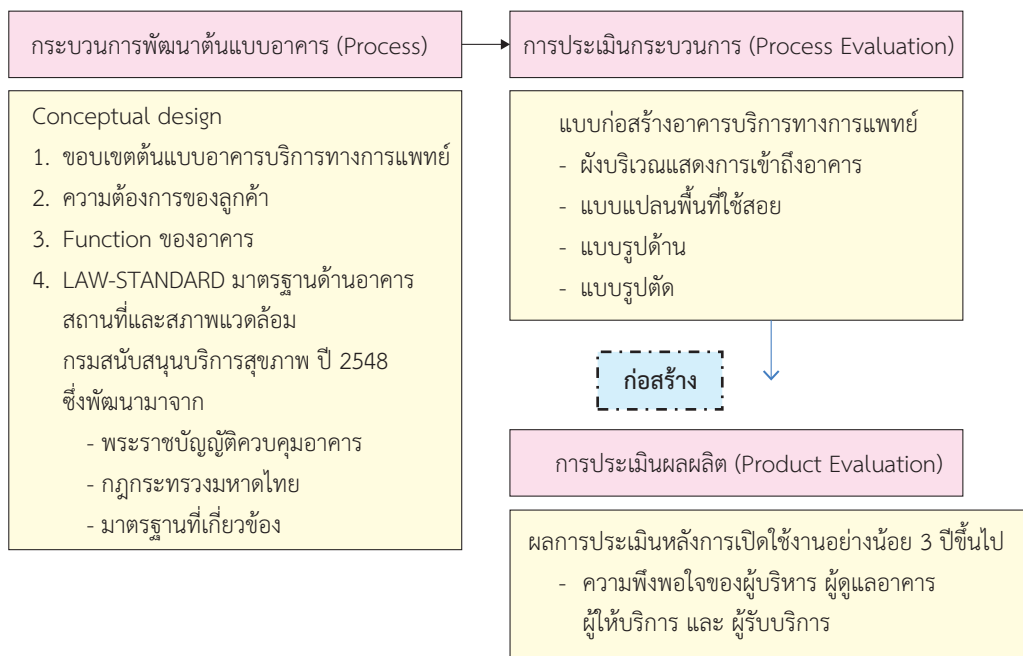 กระบวนการพัฒนาต้นแบบอาคาร (Process)
Conceptual design
1. ขอบเขตต้นแบบอาคารบริการทางการแพทย์
2. ความต้องการของลูกค้า
3. Function ของอาคาร
4. LAW-STANDARD มาตรฐานด้านอาคาร
สถานที่และสภาพแวดล้อม
กรมสนับสนุนบริการสุขภาพ ปี 2548
ซึ่งพัฒนามาจาก
- พระราชบัญญัติควบคุมอาคาร
- กฎกระทรวงมหาดไทย
- มาตรฐานที่เกี่ยวข้อง
การประเมินกระบวนการ (Process Evaluation)
แบบก่อสร้างอาคารบริการทางการแพทย์
- ผังบริเวณแสดงการเข้าถึงอาคาร
- แบบแปลนพื้นที่ใช้สอย
- แบบรูปด้าน
- แบบรูปตัด
ก่อสร้าง
การประเมินผลผลิต (Product Evaluation)
ผลการประเมินหลังการเปิดใช้งานอย่างน้อย 3 ปีขึ้นไป
- ความพึงพอใจของผู้บริหาร ผู้ดูแลอาคาร
ผู้ให้บริการ และ ผู้รับบริการ